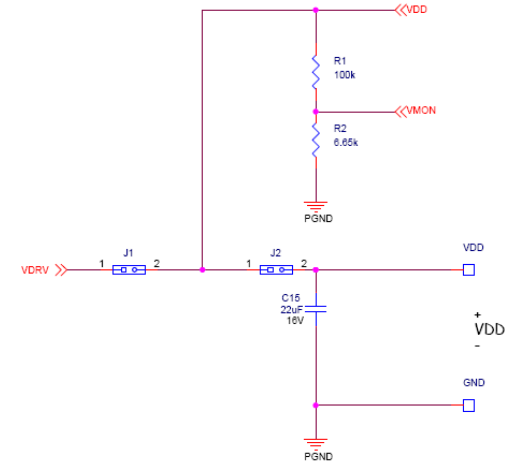 VDD
R1
100k
VMON
R2
6.65k
PGND
J1
J2
VDD
VDRV
1
2
1
2
C15
22uF
16V
+
VDD
-
GND
PGND